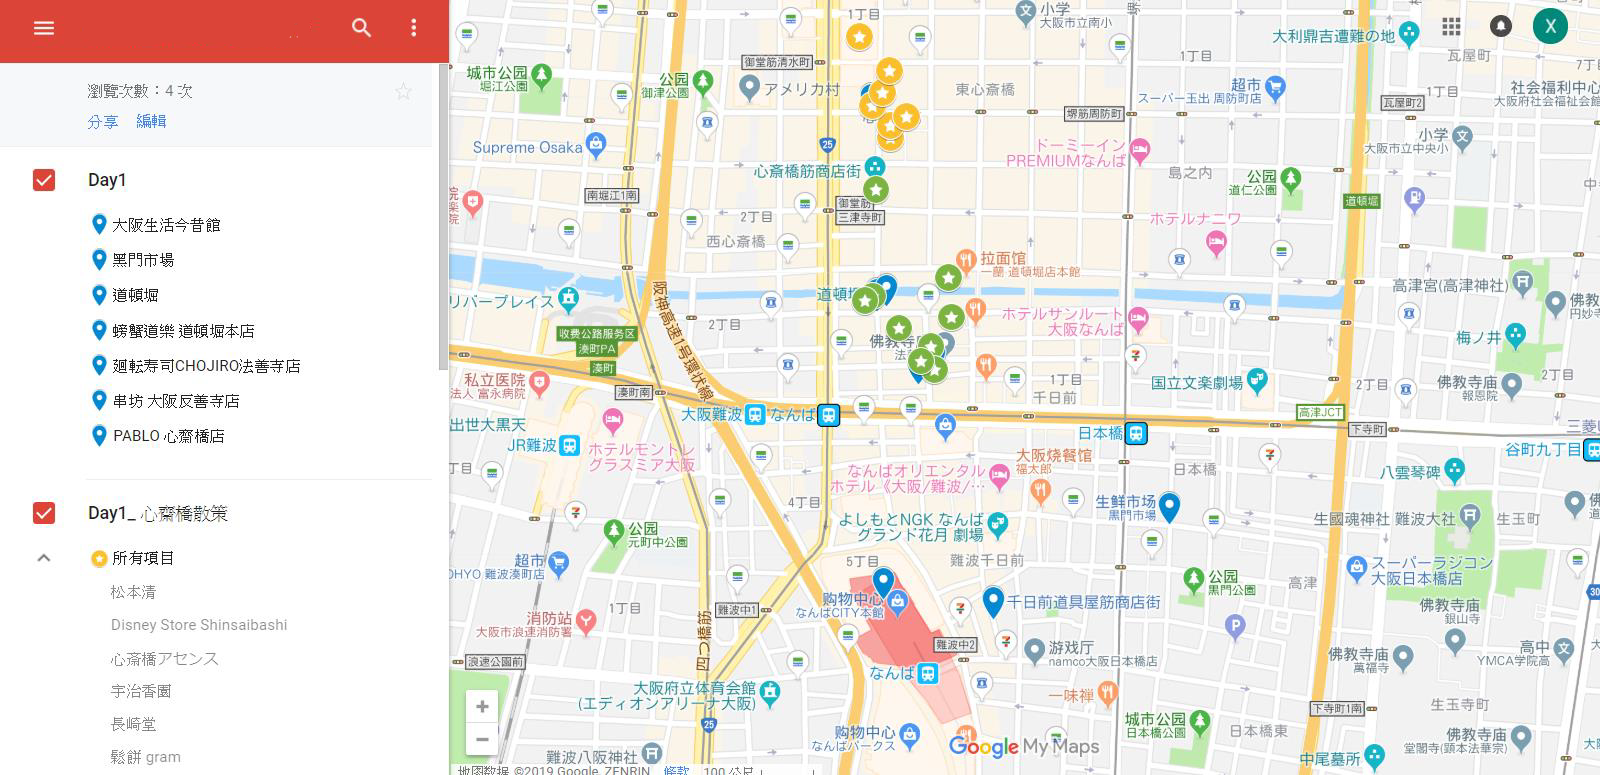 瀏覽次數：4 次
分享 編輯
Day1
大阪生活今昔館
黑門市場
道頓堀
螃蟹道樂 道頓堀本店
廻転寿司CHOJIRO法善寺店
串坊 大阪反善寺店
PABLO 心齋橋店
Day1_ 心齋橋散策
所有項目
松本清
Disney Store Shinsaibashi
心斎橋アセンス
宇治香園
長崎堂
鬆餅 gram
1丁目
小学
大阪市立南小
大利鼎吉遭難の地
X
瓦屋町
御堂筋清水町
1丁目
城市公园
堀江公園
公园
御津公園
アメリカ村
東心斎橋
超市
スーパー玉出 周防町店
瓦屋町2
社会福利中心
大阪府社会福祉会館
堺筋周防町
Supreme Osaka
25
ドーミーイン
PREMIUMなんば
小学
大阪市立中央小
心斎橋筋商店街
島之内
公园
道仁公園
南堀江1南
御堂筋
三津寺町
道頓堀
2丁目
西心斎橋
ホテルナニワ
拉面馆
一蘭 道頓堀店本館
高津宮(高津神社)
リバープレイス
阪神高速1号環状線
2丁目
收费公路服务区
湊町PA
湊町
ホテルサンルート
大阪なんば
梅ノ井
私立医院
法人 富永病院
湊町南
1丁目
千日前
国立文楽劇場
2丁目
佛教寺庙
報恩院
2丁目
大阪難波
なんば
高津JCT
下寺町
出世大黒天
JR難波
ホテルモントレ
グラスミア大阪
日本橋
谷町九丁目
大阪烧餐馆
福太郎
なんばオリエンタル
ホテル《大阪/難波/…
日本橋
八雲琴碑
4丁目
生鲜市场
黒門市場
よしもとNGK なんば
グランド花月 劇場
生國魂神社 難波大社
生玉町
公园
元町中公園
超市
難波湊町店
5丁目
難波千日前
スーパーラジコン
大阪日本橋店
公园
黒門公園
高津
购物中心
なんばCITY本館
千日前道具屋筋商店街
佛教寺庙
銀山寺
1丁目
難波中1
消防站
大阪市浪速消防署
四つ橋筋
難波中2
浪速公園前
游戏厅
namco大阪日本橋店
佛教寺庙
萬福寺
高中
YMCA学院高
なんば
大阪府立体育会館
(エディオンアリーナ大阪)
一味禅
下寺町1南
生玉寺町
25
购物中心
なんばパークス
城市公园
日本橋公園
日本橋東
佛教寺庙
堂閣寺(顕本法華宗)
難波八阪神社
Google My Maps
中尾墓所
地図数据 ©2019 Google, ZENRIN 條款 100 公尺